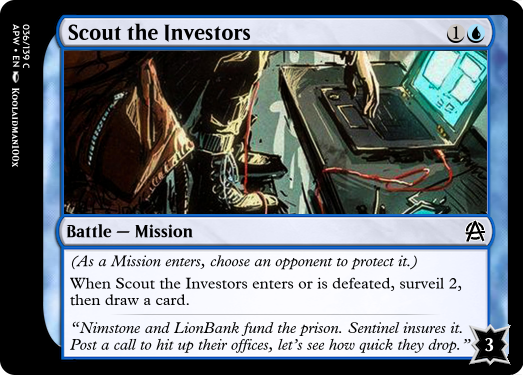 Scout the Investors 1
Battle — Mission
(As a Mission enters, choose an opponent to protect it.)
When Scout the Investors enters or is defeated, surveil 2,
then draw a card.
“Nimstone and LionBank fund the prison. Sentinel insures it.
Post a call to hit up their offices, let’s see how quick they drop.”
3
036/139 C
APW • EN KOOLAIDMAN100X